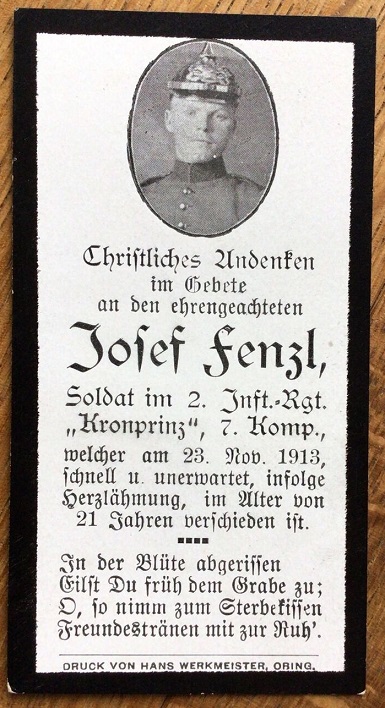 Christliches Andenken
im Gebete
an den ehrengeachteten
Josef Fenzl,
Soldat im 2. Inft.-Rgt.
„Kronprinz“, 7. Komp.,
welcher am 23. Nov. 1913,
schnell u. unerwartet, infolge
Herzlähmung, im Alter von
21 Jahren verschieden ist.
In der Blüte abgerissen
Eilst Du früh dem Grabe zu;
O, so nimm zum Sterbekissen
Freundestränen mit zur Ruh'.
DRUCK VON HANS WERKMEISTER, OBING.